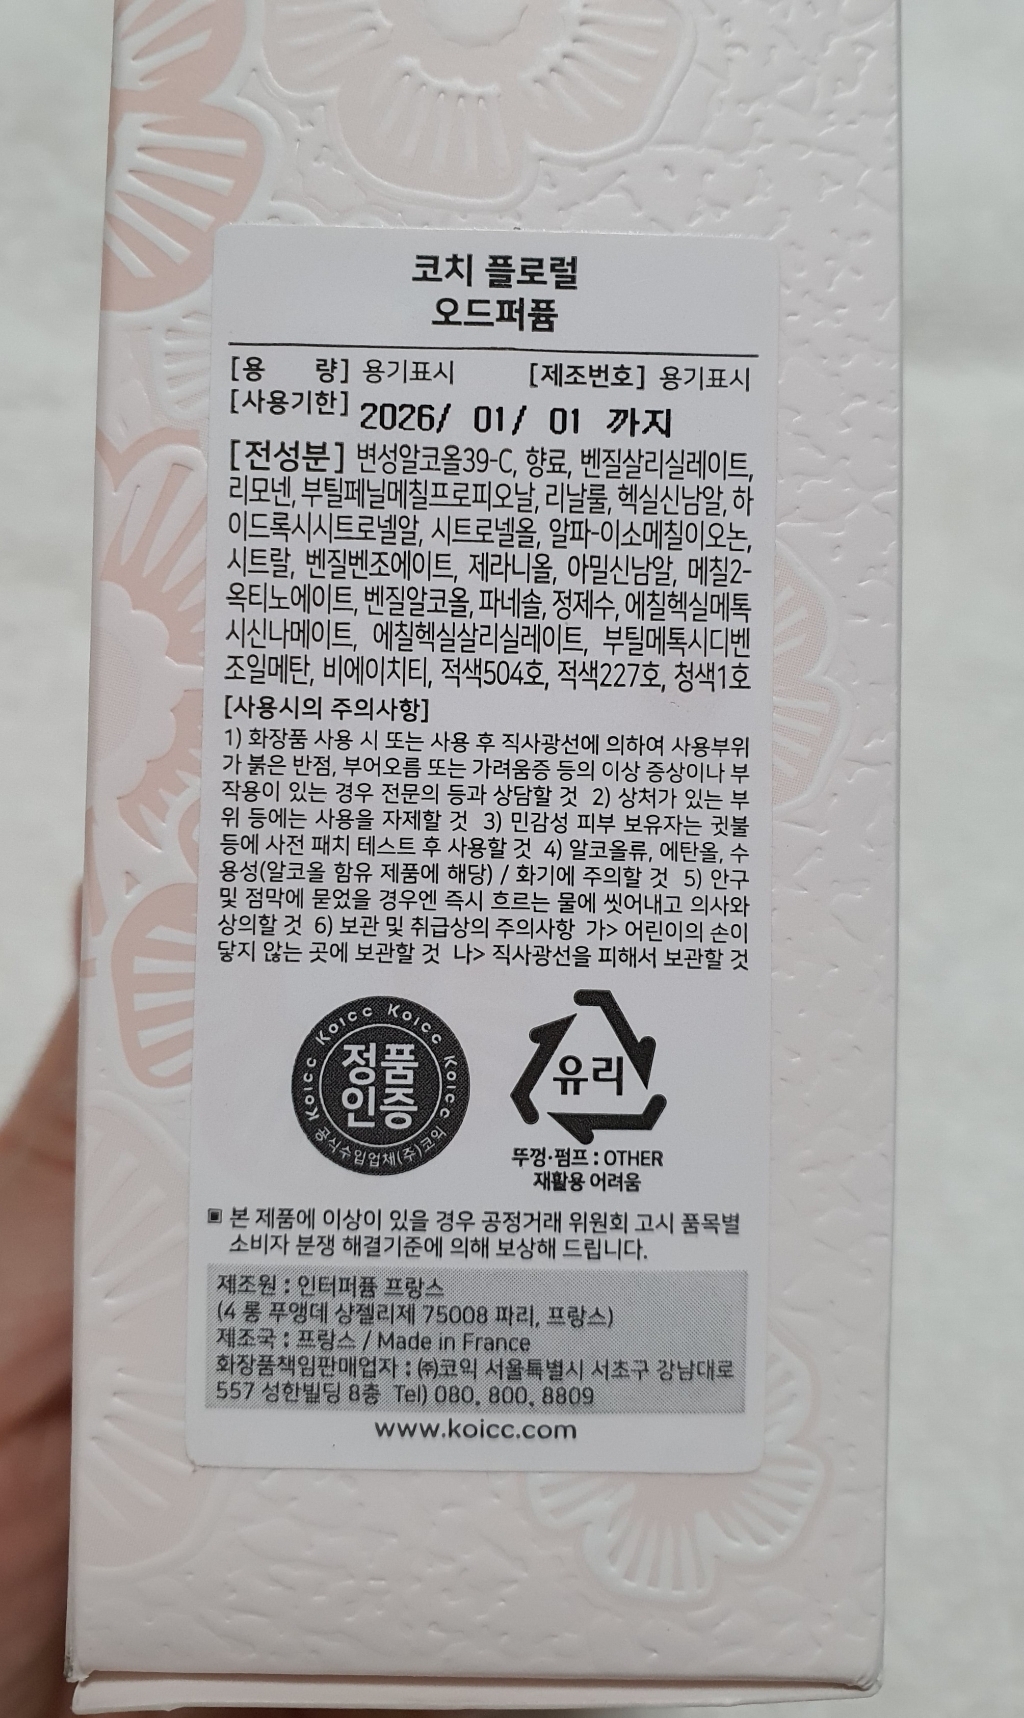 코치 플로럴
오드퍼퓸
[용 량] 용기표시 [제조번호] 용기표시
[사용기한] 2026/ 01/ 01 까지
[전성분] 변성알코올39-C, 향료, 벤질살리실레이트,
리모넨, 부틸페닐메칠프로피오날, 리날룰, 헥실신남알, 하
이드록시시트로넬알, 시트로넬올, 알파-이소메칠이오논,
시트랄, 벤질벤조에이트, 제라니올, 아밀신남알, 메칠2-
옥티노에이트, 벤질알코올, 파네솔, 정제수, 에칠헥실메톡
시신나메이트, 에칠헥실살리실레이트, 부틸메톡시디벤
조일메탄, 비에이치티, 적색504호, 적색227호, 청색1호
[사용시의 주의사항]
1) 화장품 사용 시 또는 사용 후 직사광선에 의하여 사용부위
가 붉은 반점, 부어오름 또는 가려움증 등의 이상 증상이나 부
작용이 있는 경우 전문의 등과 상담할 것 2) 상처가 있는 부
위 등에는 사용을 자제할 것 3) 민감성 피부 보유자는 귓불
등에 사전 패치 테스트 후 사용할 것 4) 알코올류, 에탄올, 수
용성(알코올 함유 제품에 해당) / 화기에 주의할 것 5) 안구
및 점막에 묻었을 경우엔 즉시 흐르는 물에 씻어내고 의사와
상의할 것 6) 보관 및 취급상의 주의사항 가> 어린이의 손이
닿지 않는 곳에 보관할 것 나> 직사광선을 피해서 보관할 것
Koicc Koicc Koicc Koicc
정품
인증
공식수입업체(주)코익
유리
뚜껑·펌프 : OTHER
재활용 어려움
▣ 본 제품에 이상이 있을 경우 공정거래 위원회 고시 품목별
소비자 분쟁 해결기준에 의해 보상해 드립니다.
제조원 : 인터퍼퓸 프랑스
(4 롱 푸앵데 샹젤리제 75008 파리, 프랑스)
제조국 : 프랑스 / Made in France
화장품책임판매업자 : ㈜코익 서울특별시 서초구 강남대로
557 성한빌딩 8층 Tel) 080. 800. 8809
www.koicc.com